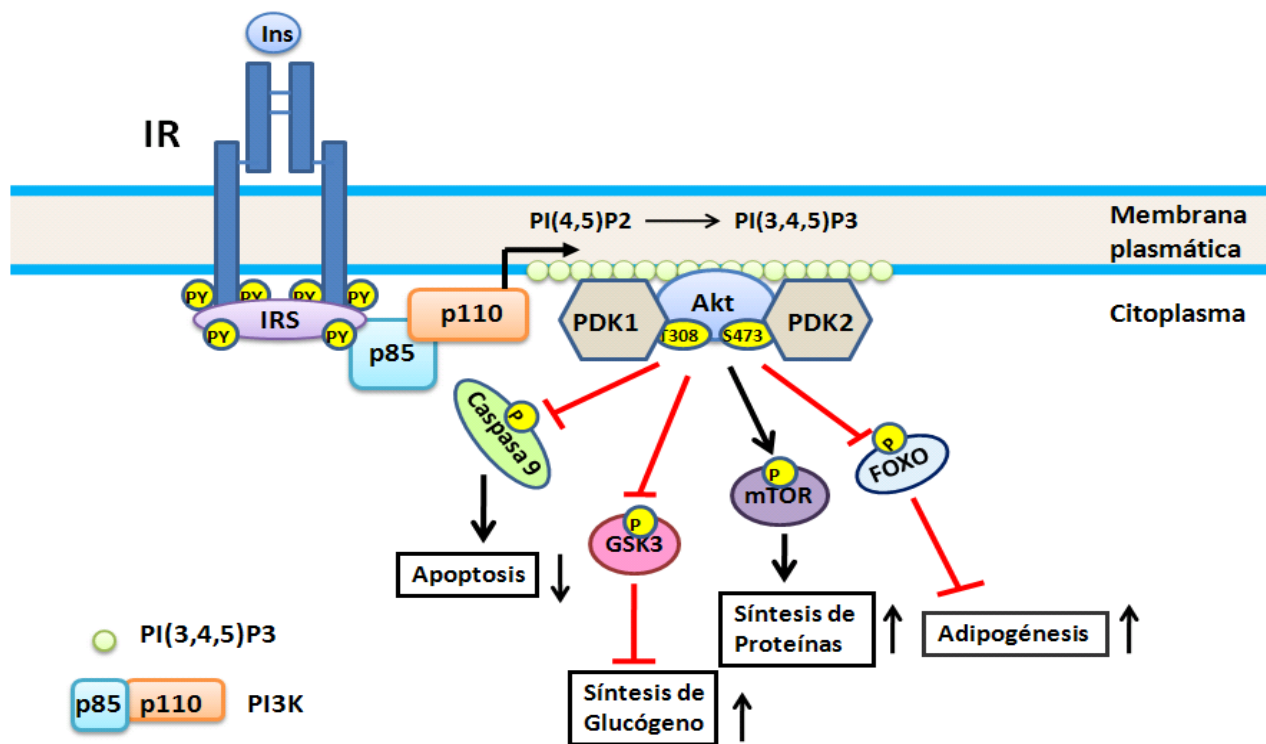 Ins
IR
PI(4,5)P2
PI(3,4,5)P3
Membrana
plasmática
PY
PY
PY
PY
IRS
PY
PY
p85
p110
PDK1
Akt
PDK2
T308
S473
Citoplasma
P
Caspasa 9
P
GSK3
P
mTOR
P
FOXO
Apoptosis
Síntesis de
Glucógeno
Síntesis de
Proteínas
Adipogénesis
PI(3,4,5)P3
p85
p110
PI3K